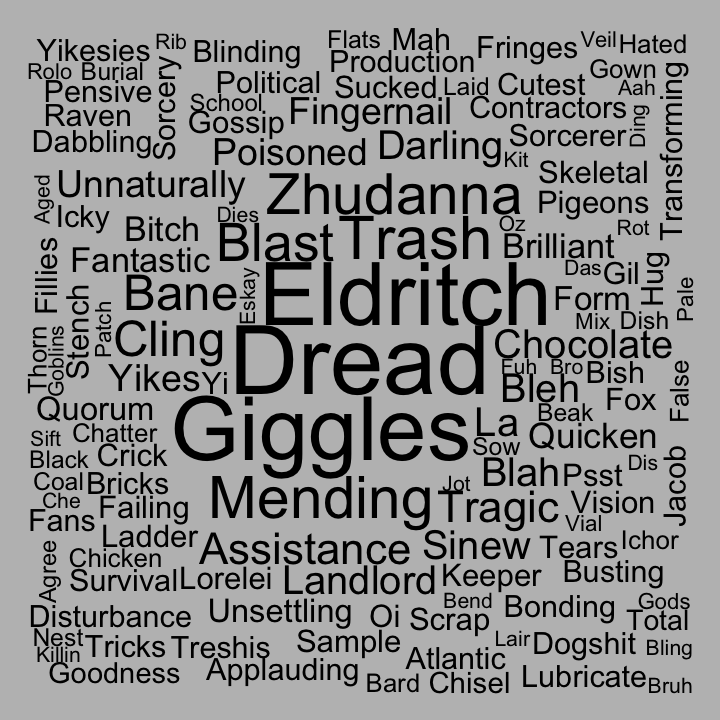 Yikesies Rib Blinding Flats Mah Fringes Veil Hated
Rolo Burial Production Gown
Pensive Sorcery Political Sucked Laid Cutest Aah
Raven School Gossip Fingernail Contractors Ding Transforming
Dabbling Poisoned Darling Kit Sorcerer
Aged Unnaturally Zhudanna Skeletal
Icky Dies Pigeons
Bitch Blast Trash Oz Rot
Fillies Fantastic Brilliant
Bane Eskay Eldritch Das Gil Hug Pale
Stench Patch Form
Thorn Goblins Cling Dread Mix Dish
Chocolate
Yikes Yi Fuh Bro Bish False
Quorum Giggles Bleh Fox
Sift Chatter La Beak
Black Crick Sow Quicken
Coal Bricks Jot Blah Psst Dis Jacob
Che Failing Mending Tragic Vision
Fans Vial
Ladder Assistance Sinew Tears Ichor
Agree Chicken
Survival Lorelei Landlord Keeper Busting
Disturbance Unsettling Oi Scrap Bend Bonding Gods
Total
Nest Tricks Treshis Sample Lair Dogshit Bling
Killin Atlantic
Goodness Applauding Bard Chisel Lubricate Bruh